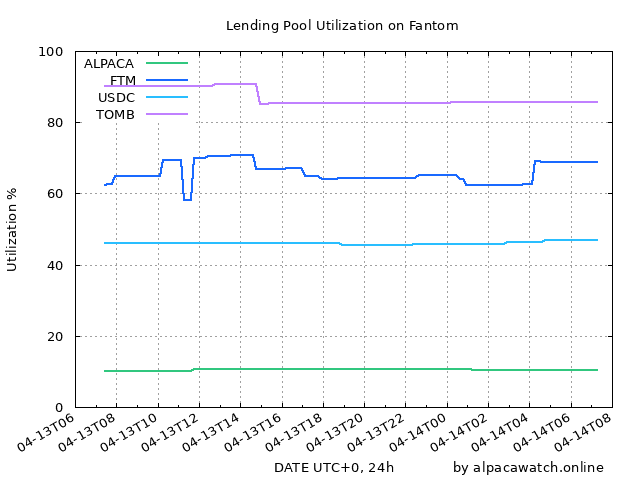 Lending Pool Utilization on Fantom
100
80
60
40
20
0
Utilization %
ALPACA
FTM
USDC
TOMB
04-13T06
04-13T08
04-13T10
04-13T12
04-13T14
04-13T16
04-13T18
04-13T20
04-13T22
04-14T00
04-14T02
04-14T04
04-14T06
04-14T08
DATE UTC+0, 24h
by alpacawatch.online